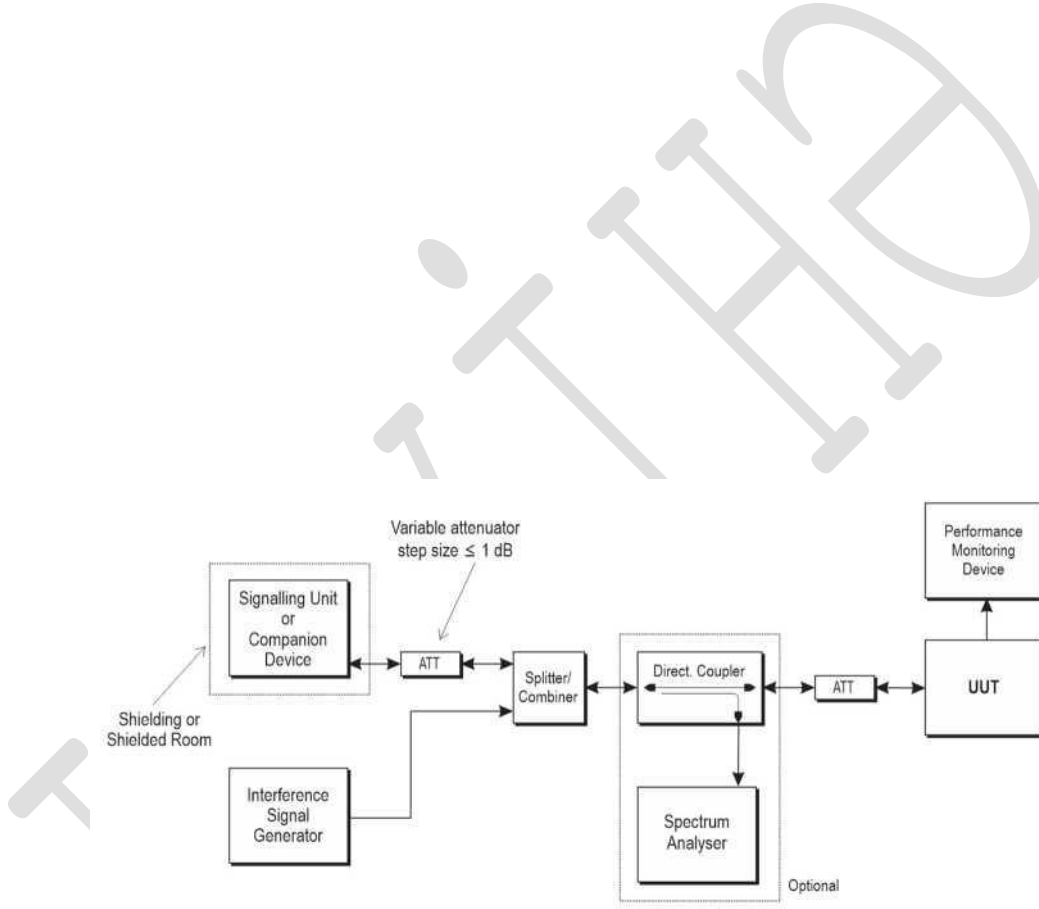 Variable attenuator
step size ≤ 1 dB
Performance
Monitoring
Device
Signalling Unit
or
Companion
Device
ATT
Splitter/
Combiner
Direct. Coupler
ATT
UUT
Shielding or
Shielded Room
Interference
Signal
Generator
Spectrum
Analyser
Optional